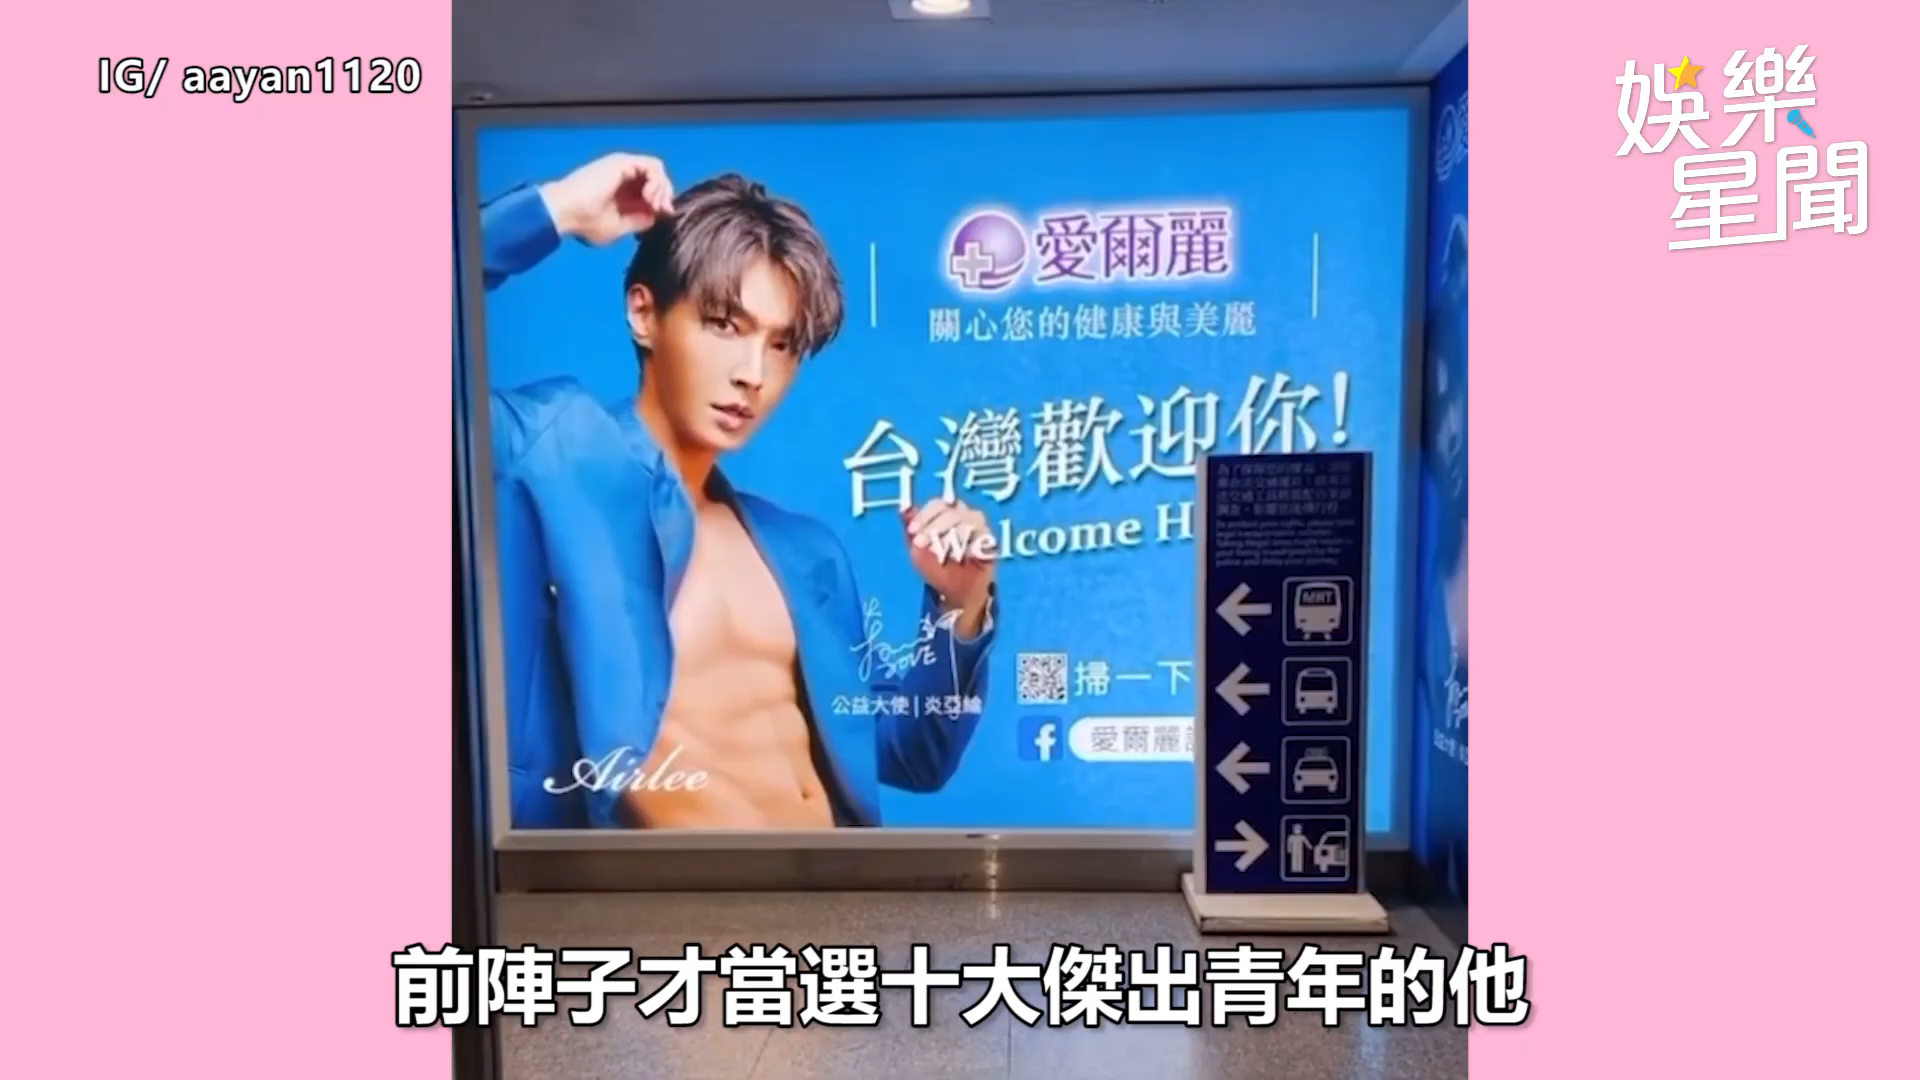 IG/ aayan1120
娛樂
星聞
愛爾麗
關心您的健康與美麗
台灣歡迎你!
Welcome H
公益大使|炎亞綸
Airlee
掃一下
愛爾麗
MRT
前陣子才當選十大傑出青年的他